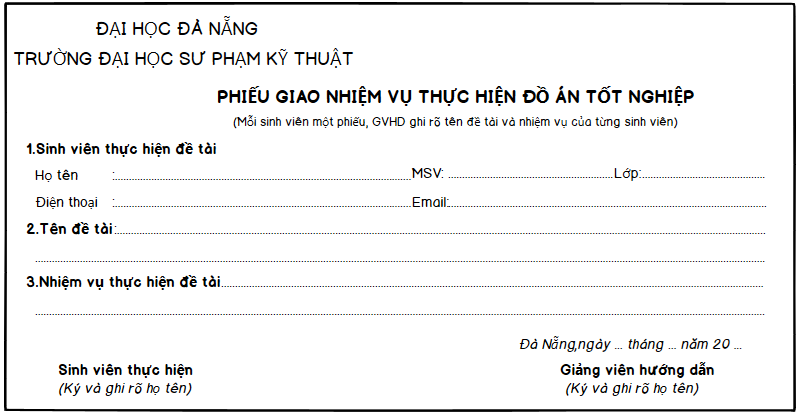 ĐẠI HỌC ĐÀ NẴNG
TRƯỜNG ĐẠI HỌC SƯ PHẠM KỸ THUẬT
PHIẾU GIAO NHIỆM VỤ THỰC HIỆN ĐỒ ÁN TỐT NGHIỆP
(Mỗi sinh viên một phiếu, GVHD ghi rõ tên đề tài và nhiệm vụ của từng sinh viên)
1.Sinh viên thực hiện đề tài
Họ tên :.......... MSV: .......... Lớp:..........
Điện thoại :.......... Email:..........
2.Tên đề tài:..........
..........
3.Nhiệm vụ thực hiện đề tài..........
..........
Đà Nẵng,ngày ... tháng ... năm 20 ...
Sinh viên thực hiện Giảng viên hướng dẫn
(Ký và ghi rõ họ tên) (Ký và ghi rõ họ tên)